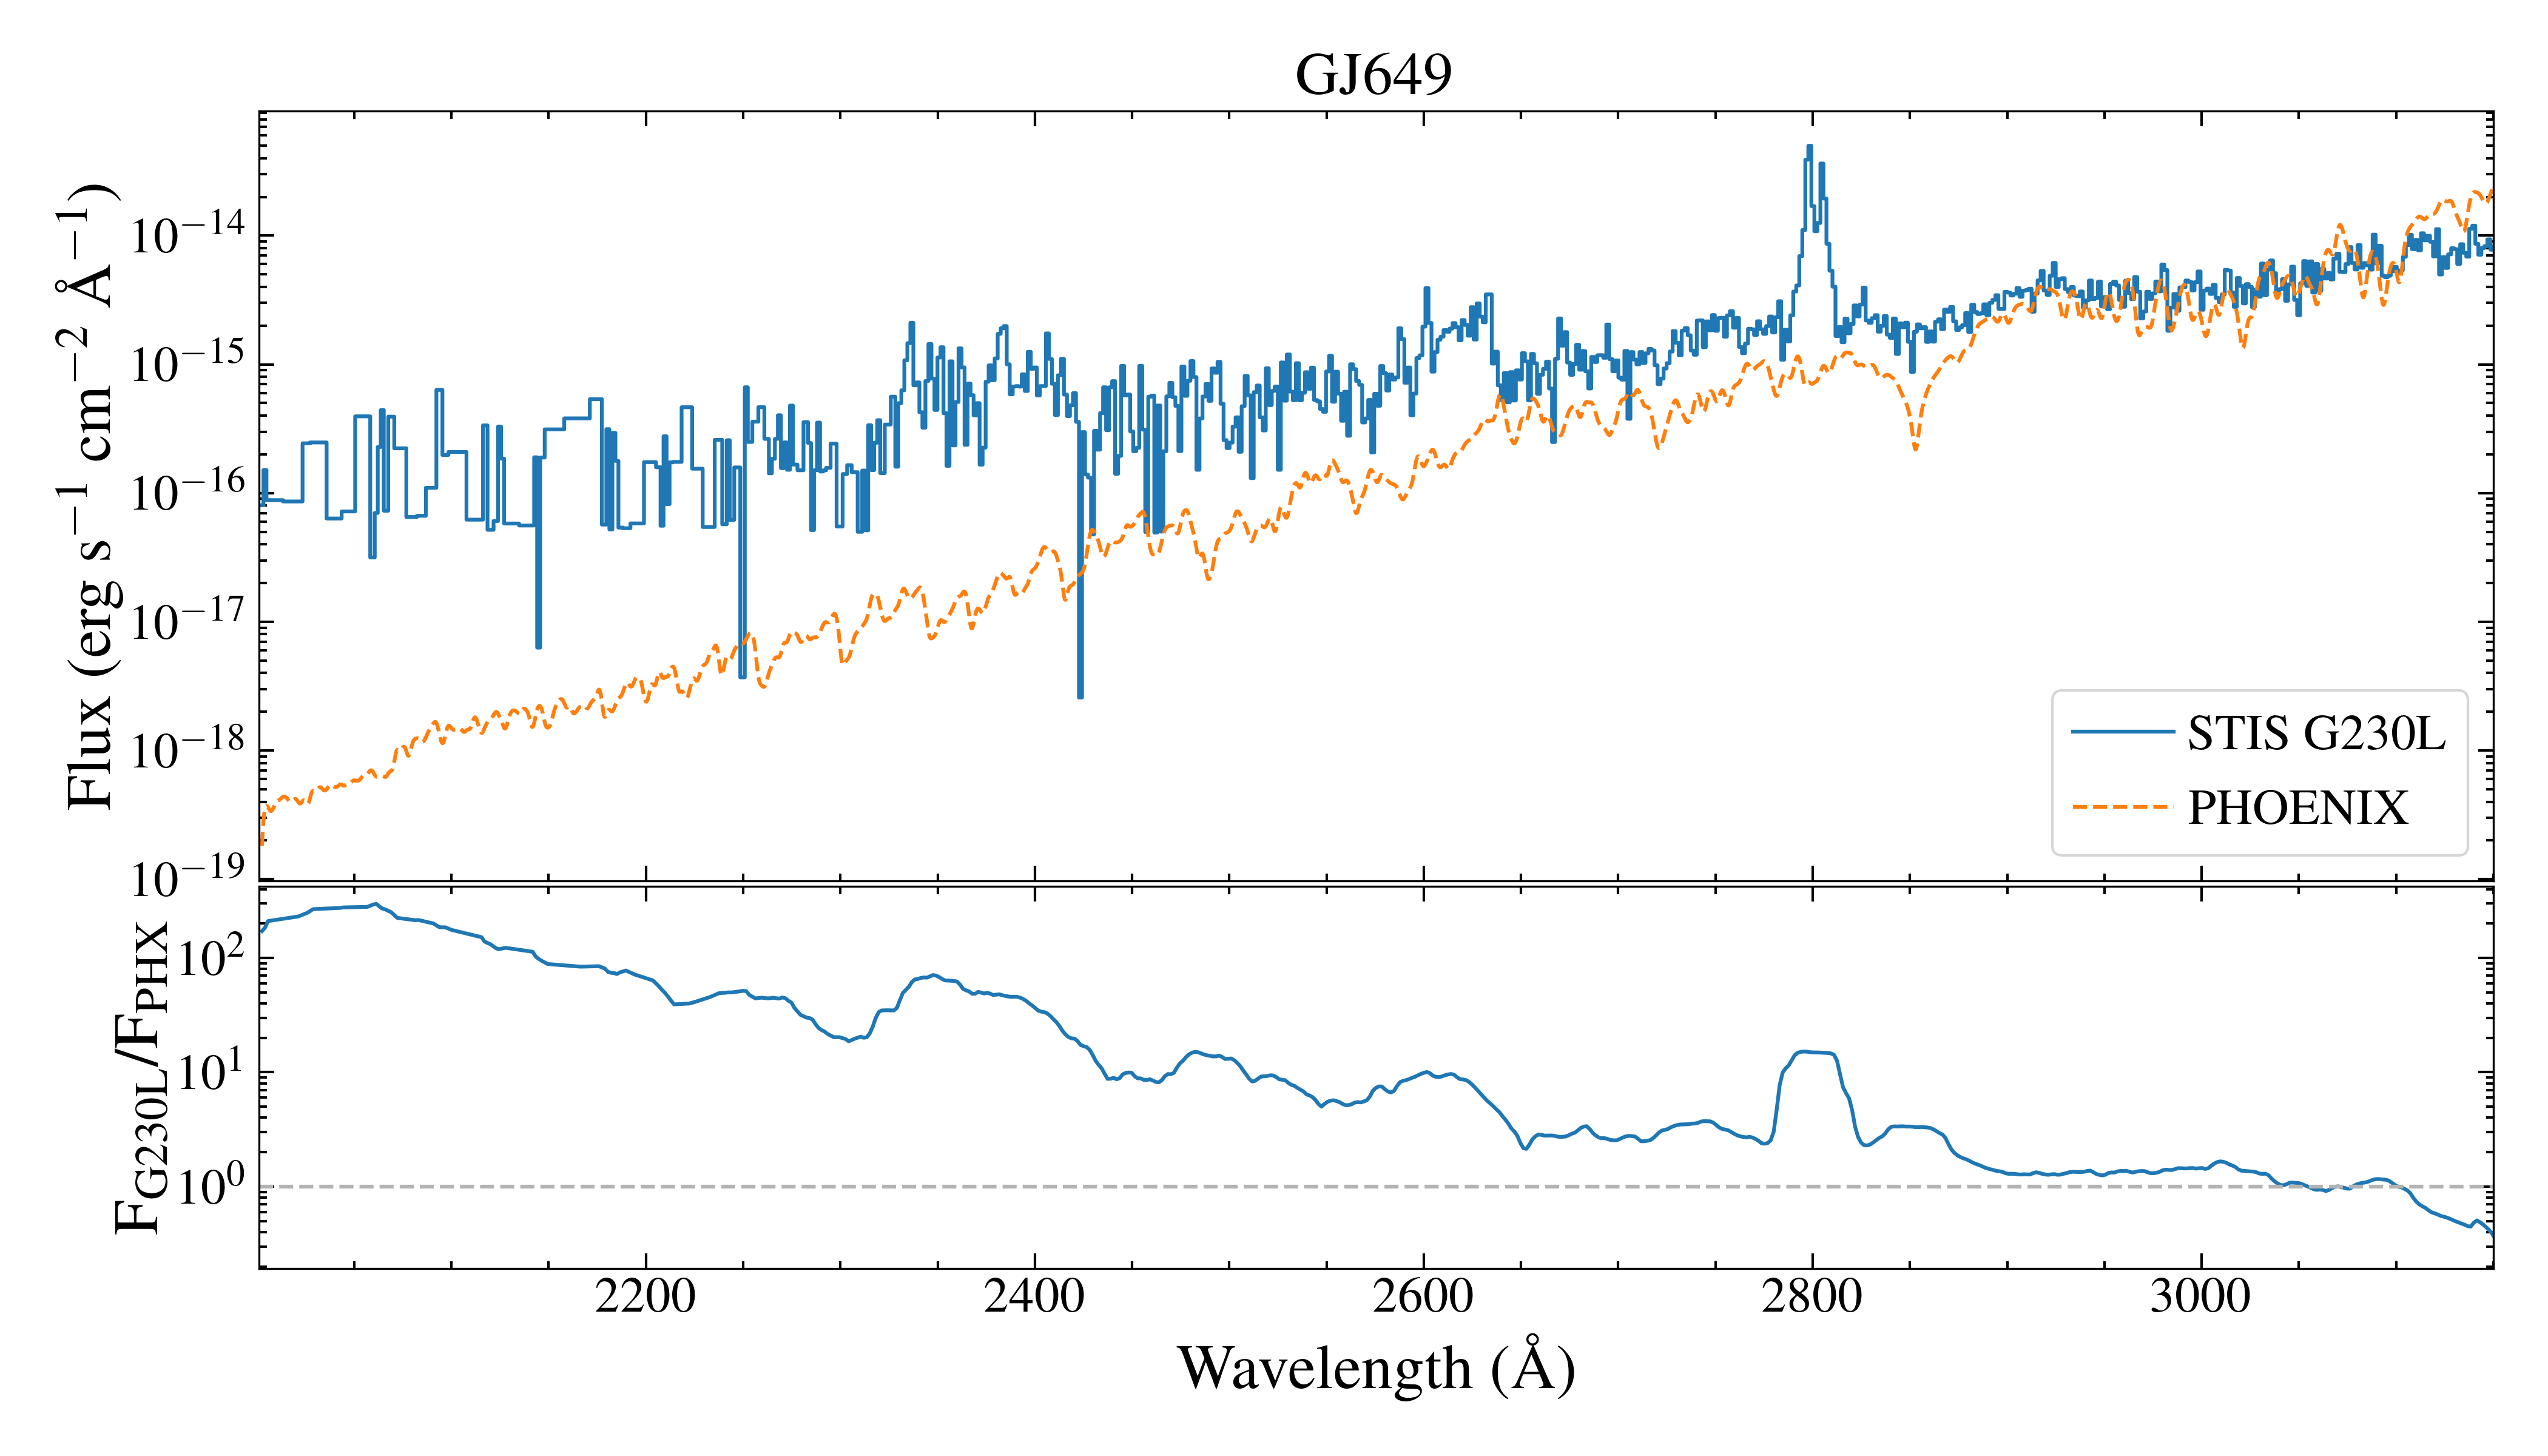 GJ649
Flux (erg s⁻¹ cm⁻² Å⁻¹)
10⁻¹⁴
10⁻¹⁵
10⁻¹⁶
10⁻¹⁷
10⁻¹⁸
10⁻¹⁹
STIS G230L
PHOENIX
F_G230L/F_PHX
10²
10¹
10⁰
2200 2400 2600 2800 3000
Wavelength (Å)